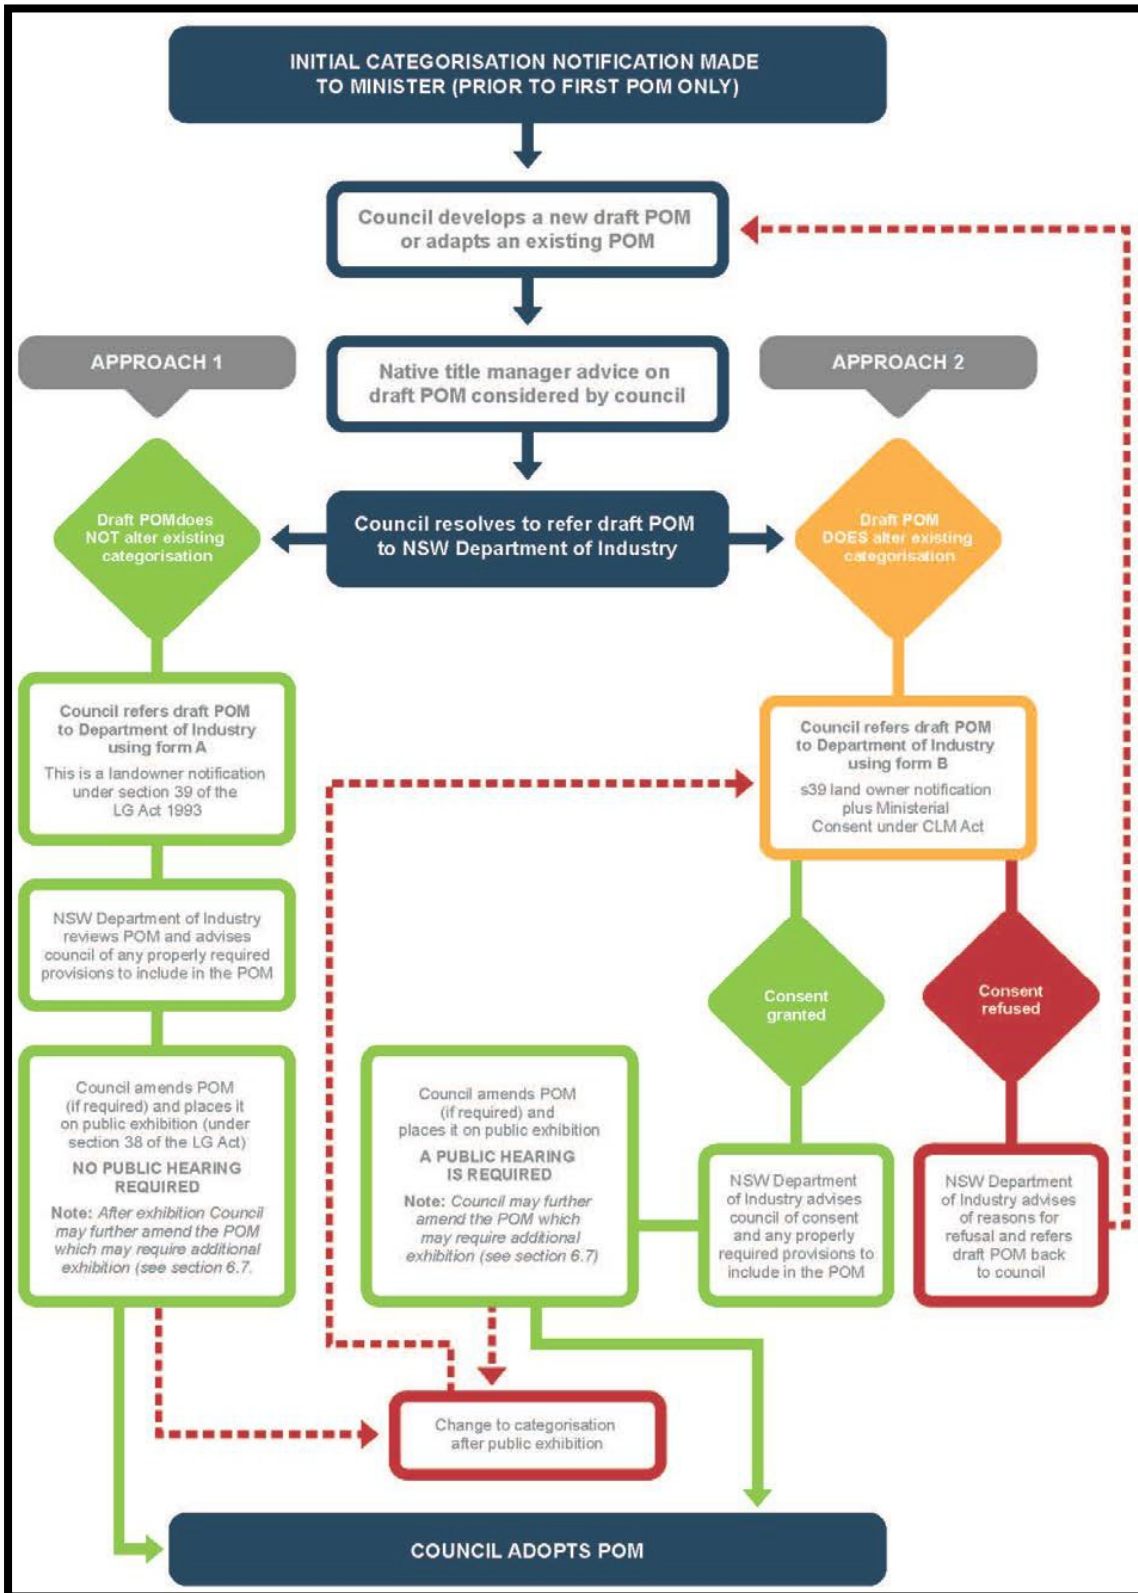 INITIAL CATEGORISATION NOTIFICATION MADE
TO MINISTER (PRIOR TO FIRST POM ONLY)
Council develops a new draft POM
or adapts an existing POM
Native title manager advice on
draft POM considered by council
Council resolves to refer draft POM
to NSW Department of Industry
APPROACH 1
Draft POMdoes
NOT alter existing
categorisation
Council refers draft POM
to Department of Industry
using form A
This is a landowner notification
under section 39 of the
LG Act 1993
NSW Department of Industry
reviews POM and advises
council of any properly required
provisions to include in the POM
Council amends POM
(if required) and places it
on public exhibition (under
section 38 of the LG Act)
NO PUBLIC HEARING
REQUIRED
Note: After exhibition Council
may further amend the POM
which may require additional
exhibition (see section 6.7.
APPROACH 2
Draft POM
DOES alter existing
categorisation
Council refers draft POM
to Department of Industry
using form B
s39 land owner notification
plus Ministerial
Consent under CLM Act
Consent
granted
Consent
refused
NSW Department
of Industry advises
council of consent
and any properly
required provisions to
include in the POM
NSW Department
of Industry advises
of reasons for
refusal and refers
draft POM back
to council
Council amends POM
(if required) and
places it on public exhibition
A PUBLIC HEARING
IS REQUIRED
Note: Council may further
amend the POM which
may require additional
exhibition (see section 6.7)
Change to categorisation
after public exhibition
COUNCIL ADOPTS POM